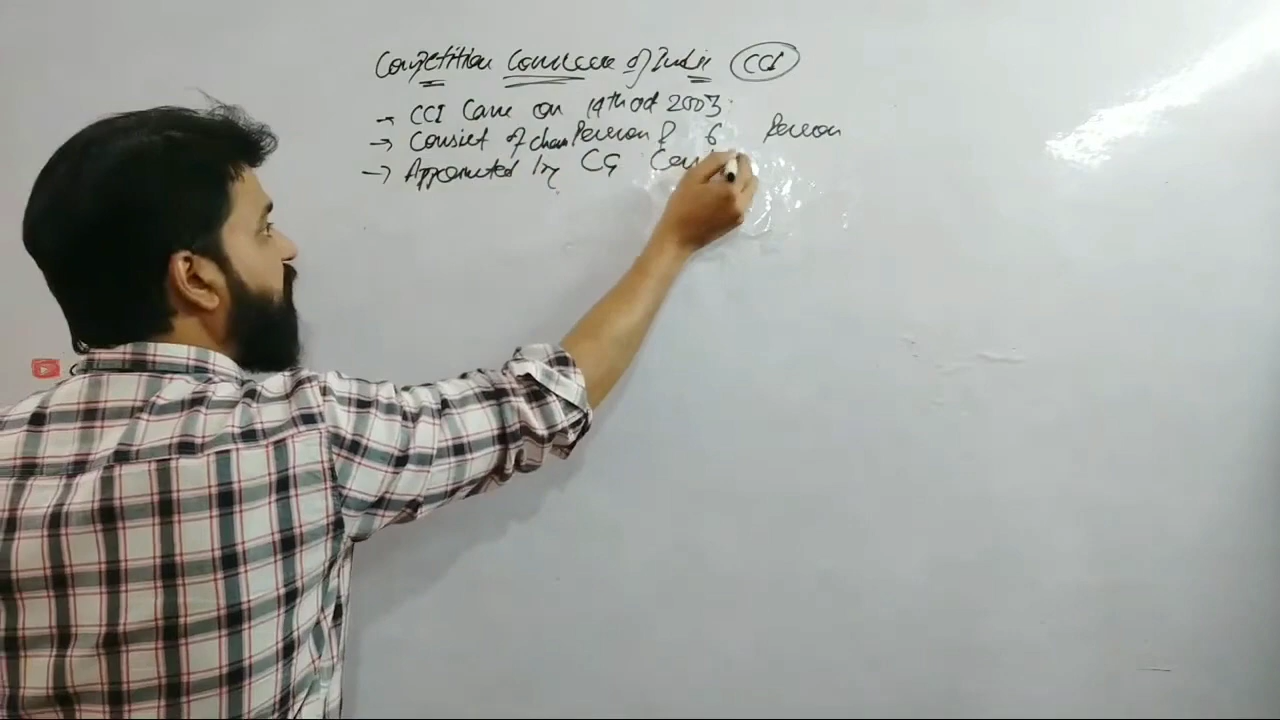 Competition Commission of India CCI
→ CCI Came on 14th oct 2003.
→ Consist of chairPerson & 6 Person
→ Appointed by CG Cent